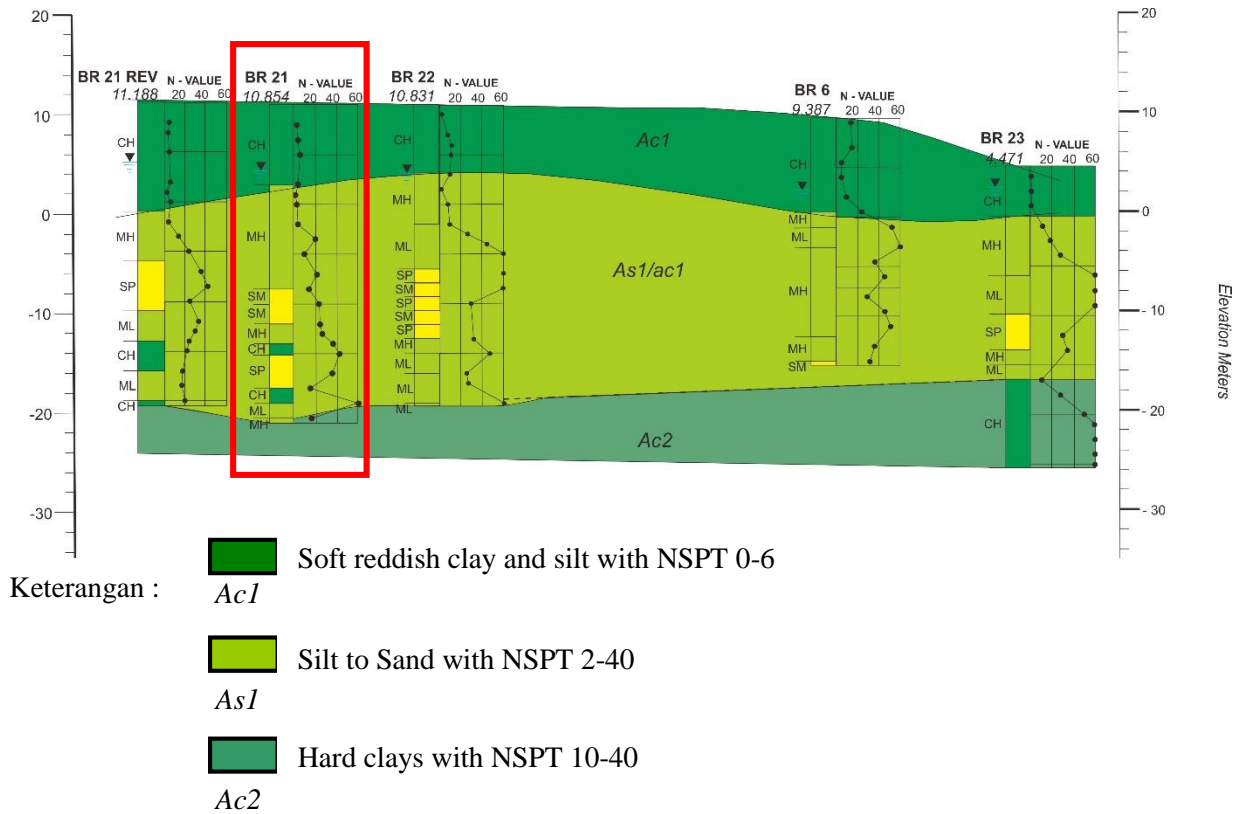 20
10
0
-10
-20
-30
20
10
0
- 10
- 20
- 30
Elevation Meters
BR 21 REV
11.188
N - VALUE
20 40 60
CH
MH
SP
ML
CH
ML
CH
BR 21
10.854
N - VALUE
20 40 60
CH
MH
SM
SM
MH
CH
SP
CH
ML
MH
BR 22
10.831
N - VALUE
20 40 60
CH
MH
ML
SP
SM
SP
SM
SP
MH
ML
ML
ML
Ac1
As1/ac1
Ac2
BR 6
9.387
N - VALUE
20 40 60
CH
MH
ML
MH
MH
SM
BR 23
4.471
N - VALUE
20 40 60
CH
MH
ML
SP
MH
ML
CH
Keterangan :
Soft reddish clay and silt with NSPT 0-6
Ac1
Silt to Sand with NSPT 2-40
As1
Hard clays with NSPT 10-40
Ac2